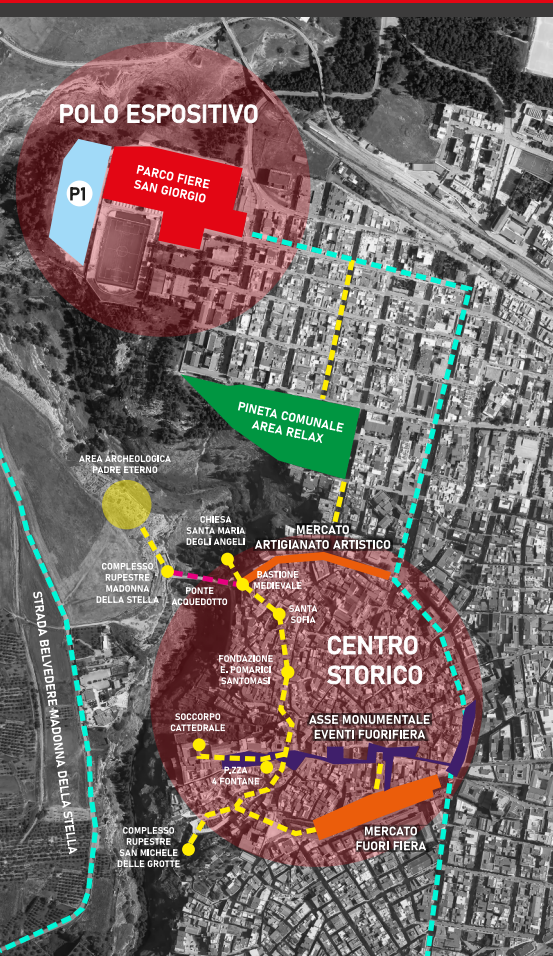 POLO ESPOSITIVO
P1
PARCO FIERE
SAN GIORGIO
PINETA COMUNALE
AREA RELAX
AREA ARCHEOLOGICA
PADRE ETERNO
CHIESA
SANTA MARIA
DEGLI ANGELI
MERCATO
ARTIGIANATO ARTISTICO
COMPLESSO
RUPESTRE
MADONNA
DELLA STELLA
PONTE
ACQUEDOTTO
BASTIONE
MEDIEVALE
SANTA
SOFIA
STRADA BELVEDERE MADONNA DELLA STELLA
CENTRO
STORICO
FONDAZIONE
E. POMARICI
SANTOMASI
SOCCORPO
CATTEDRALE
ASSE MONUMENTALE
EVENTI FUORIFIERA
P.ZZA
4 FONTANE
COMPLESSO
RUPESTRE
SAN MICHELE
DELLE GROTTE
MERCATO
FUORI FIERA